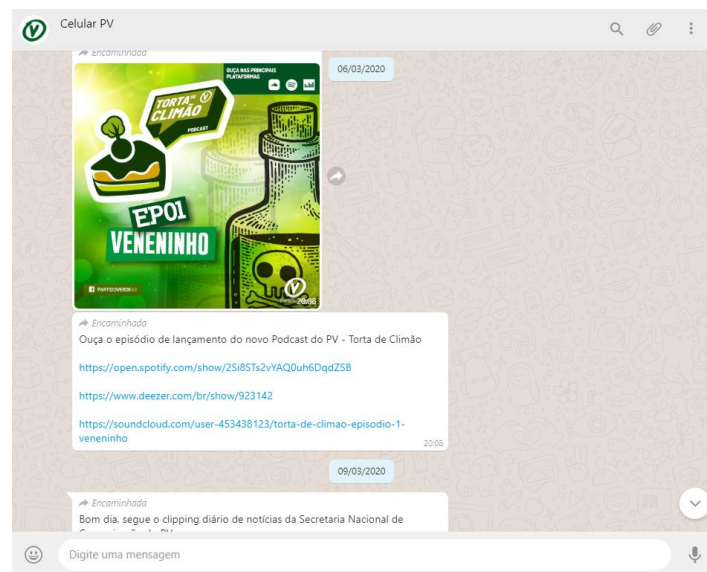 Celular PV
Encaminhada
06/03/2020
OUÇA NAS PRINCIPAIS
PLATAFORMAS
TORTA DE
CLIMÃO
PODCAST
EP01
VENENINHO
PARTIDOVERDE
20:08
Encaminhada
Ouça o episódio de lançamento do novo Podcast do PV - Torta de Climão
https://open.spotify.com/show/2Si8STs2vYAQ0uh6DqdZSB
https://www.deezer.com/br/show/923142
https://soundcloud.com/user-453438123/torta-de-climao-episodio-1-
veneninho
20:08
09/03/2020
Encaminhada
Bom dia, segue o clipping diário de notícias da Secretaria Nacional de
Digite uma mensagem